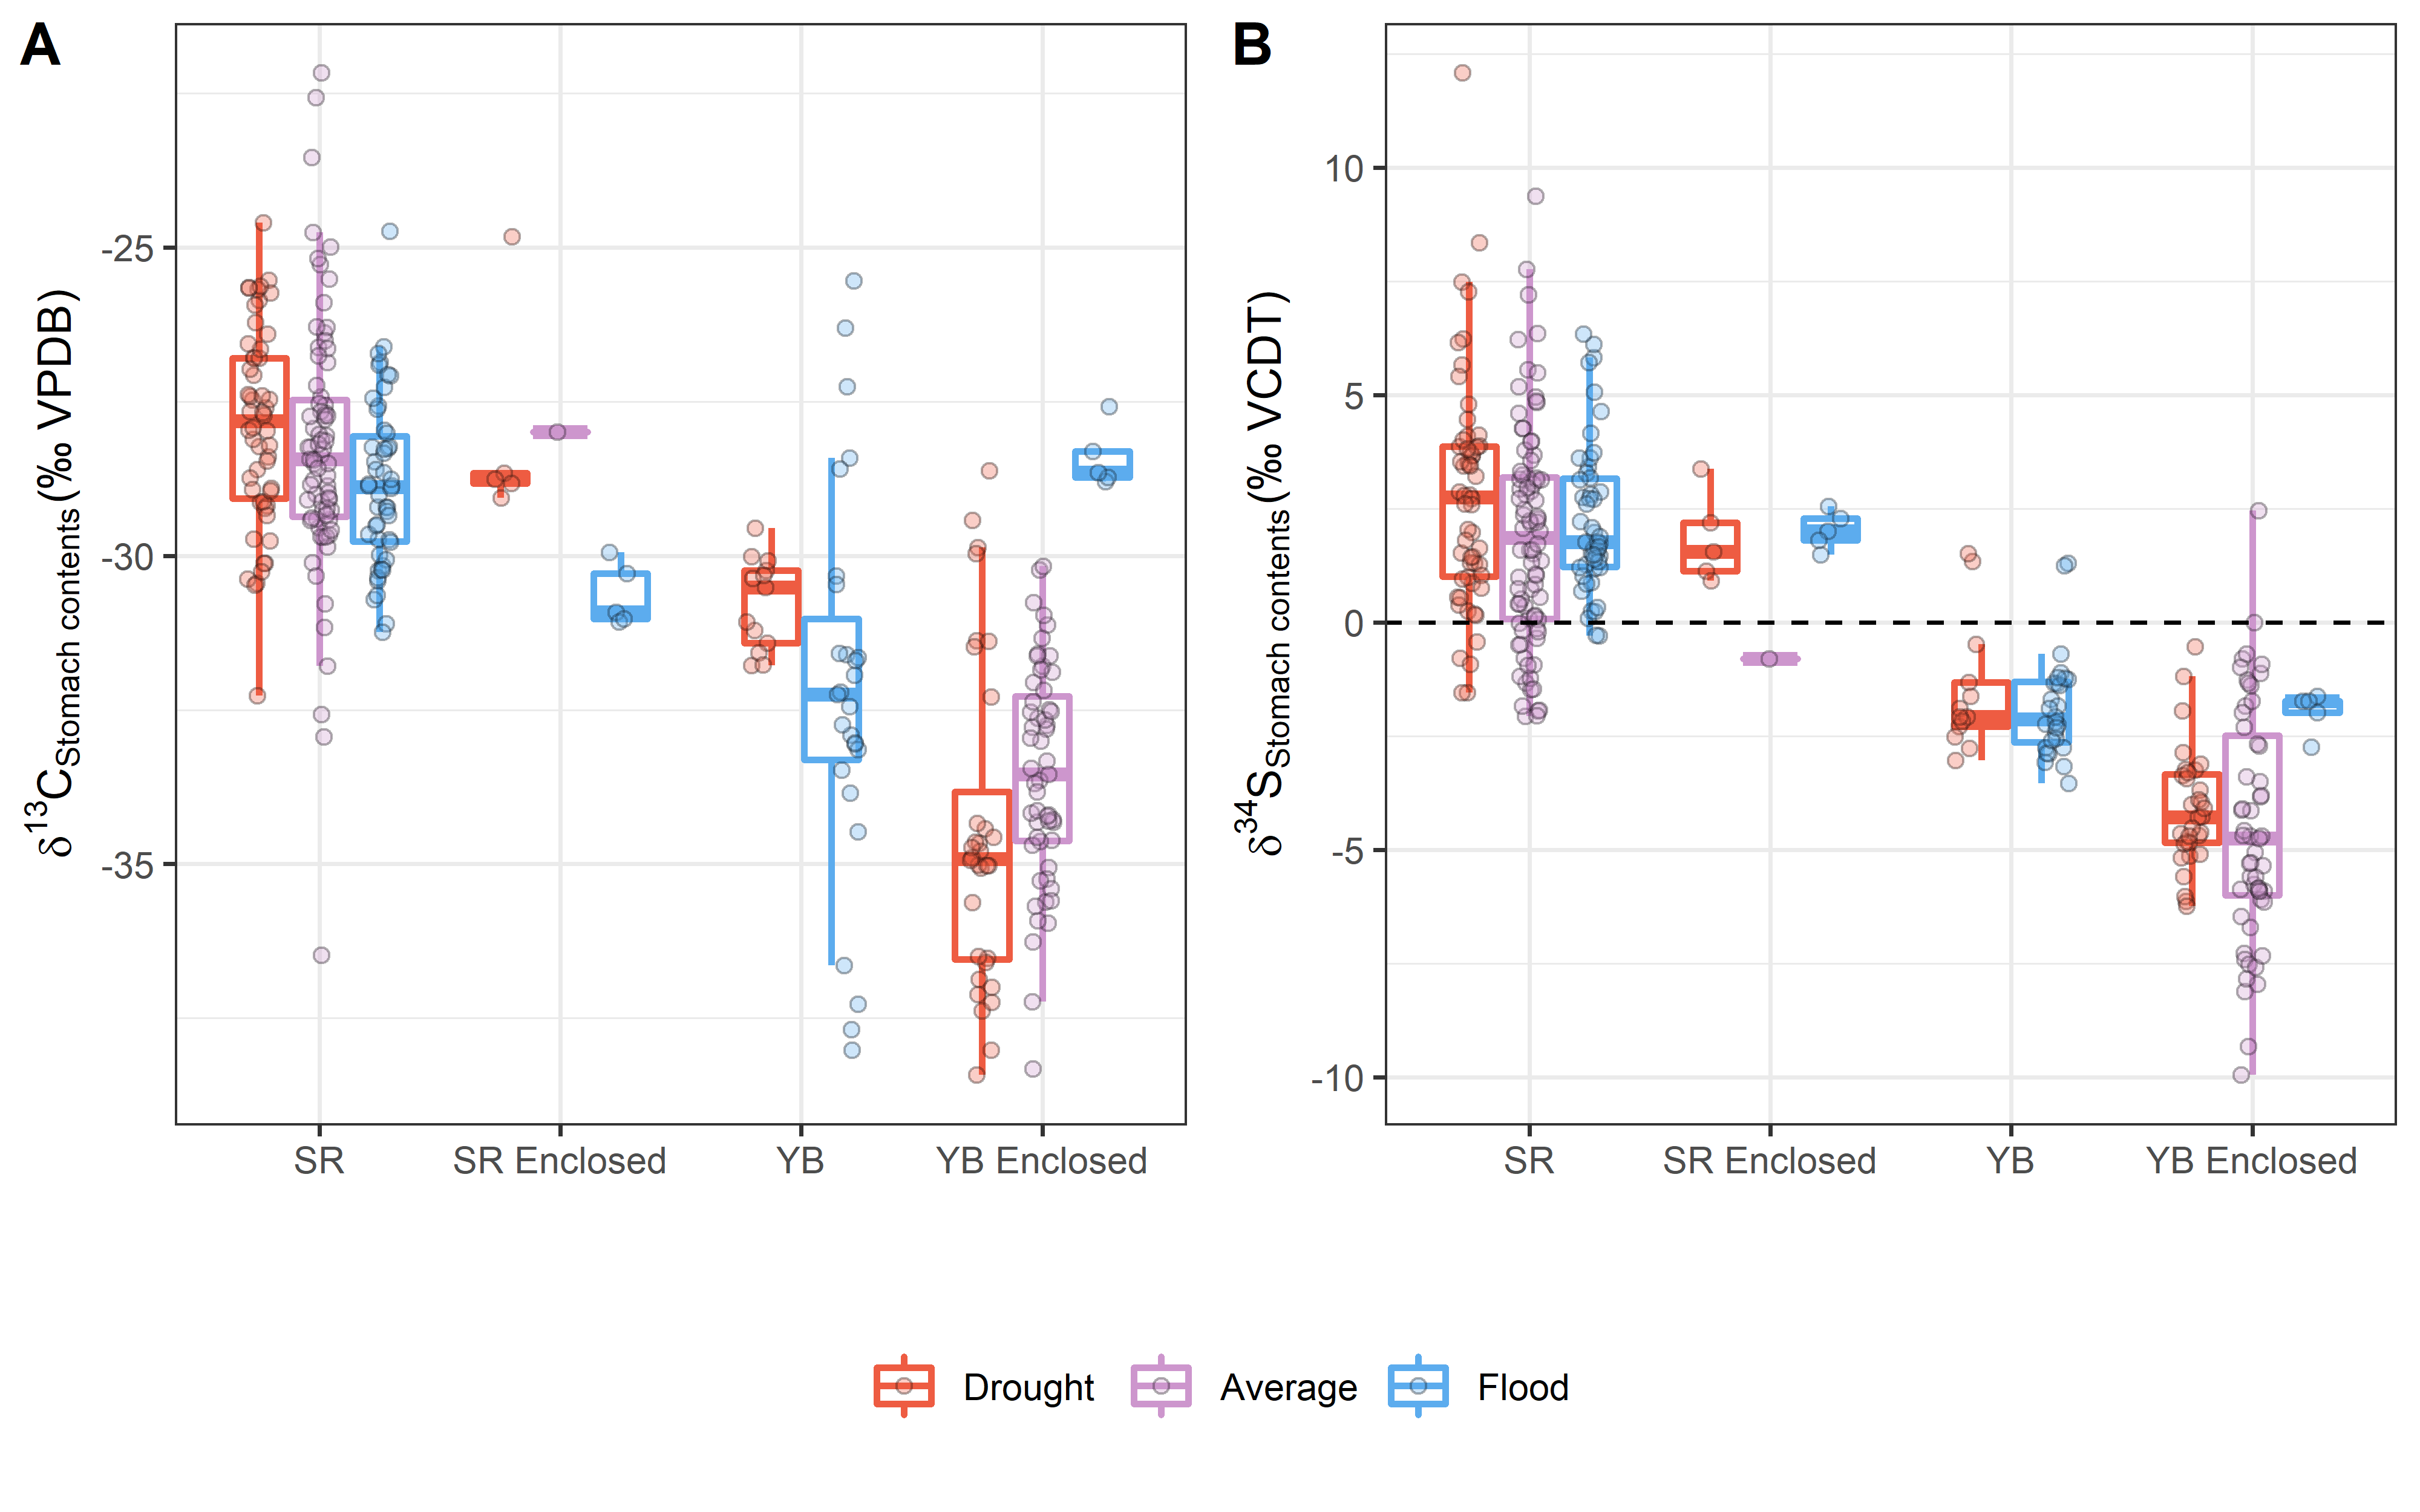 A
δ13CStomach contents (‰ VPDB)
-25
-30
-35
SR
SR Enclosed
YB
YB Enclosed
B
δ34SStomach contents (‰ VCDT)
10
5
0
-5
-10
SR
SR Enclosed
YB
YB Enclosed
Drought
Average
Flood